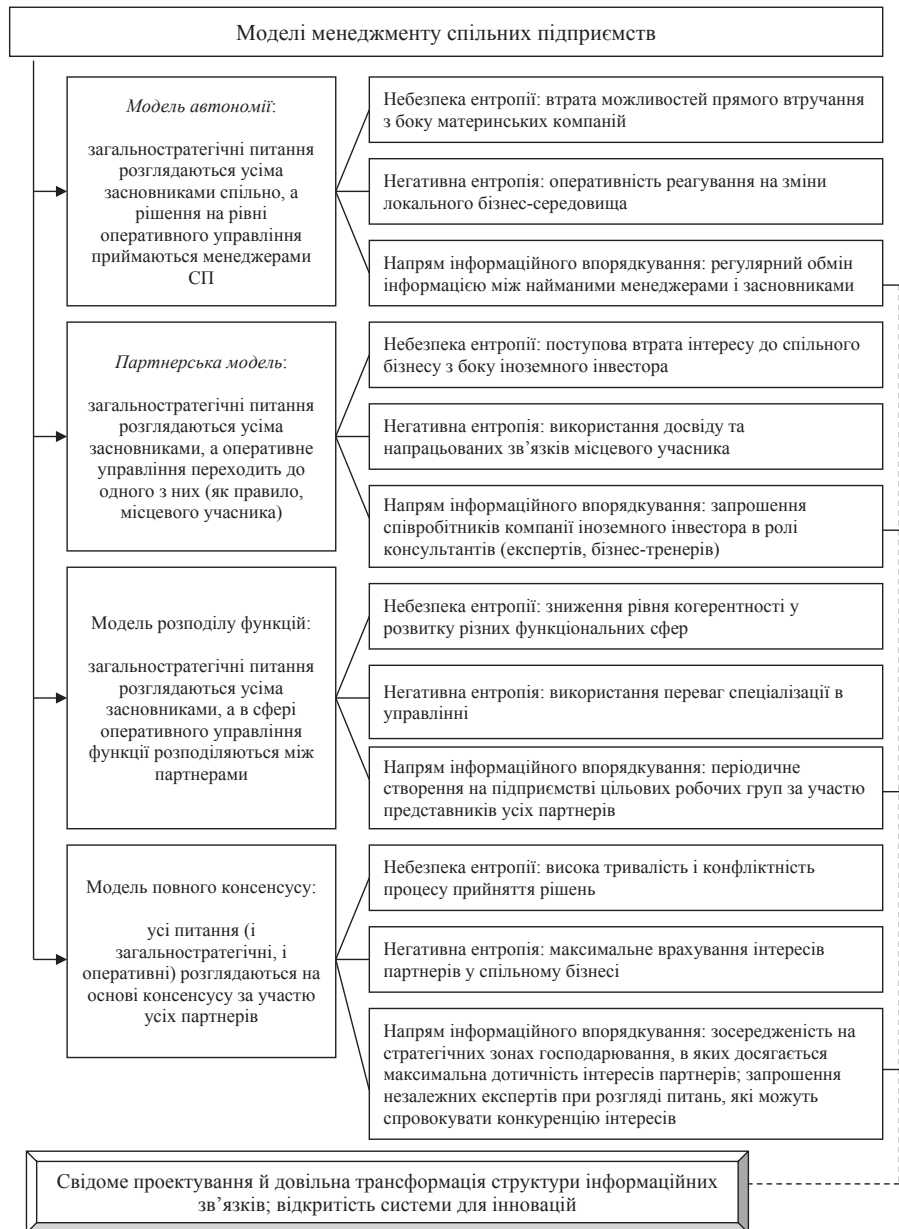 Моделі менеджменту спільних підприємств
Модель автономії:
загальностратегічні питання
розглядаються усіма
засновниками спільно, а
рішення на рівні
оперативного управління
приймаються менеджерами
СП
Небезпека ентропії: втрата можливостей прямого втручання
з боку материнських компаній
Негативна ентропія: оперативність реагування на зміни
локального бізнес-середовища
Напрям інформаційного впорядкування: регулярний обмін
інформацією між найманими менеджерами і засновниками
Партнерська модель:
загальностратегічні питання
розглядаються усіма
засновниками, а оперативне
управління переходить до
одного з них (як правило,
місцевого учасника)
Небезпека ентропії: поступова втрата інтересу до спільного
бізнесу з боку іноземного інвестора
Негативна ентропія: використання досвіду та
напрацьованих зв’язків місцевого учасника
Напрям інформаційного впорядкування: запрошення
співробітників компанії іноземного інвестора в ролі
консультантів (експертів, бізнес-тренерів)
Модель розподілу функцій:
загальностратегічні питання
розглядаються усіма
засновниками, а в сфері
оперативного управління
функції розподіляються між
партнерами
Небезпека ентропії: зниження рівня когерентності у
розвитку різних функціональних сфер
Негативна ентропія: використання переваг спеціалізації в
управлінні
Напрям інформаційного впорядкування: періодичне
створення на підприємстві цільових робочих груп за участю
представників усіх партнерів
Модель повного консенсусу:
усі питання (і
загальностратегічні, і
оперативні) розглядаються на
основі консенсусу за участю
усіх партнерів
Небезпека ентропії: висока тривалість і конфліктність
процесу прийняття рішень
Негативна ентропія: максимальне врахування інтересів
партнерів у спільному бізнесі
Напрям інформаційного впорядкування: зосередженість на
стратегічних зонах господарювання, в яких досягається
максимальна дотичність інтересів партнерів; запрошення
незалежних експертів при розгляді питань, які можуть
спровокувати конкуренцію інтересів
Свідоме проектування й довільна трансформація структури інформаційних
зв’язків; відкритість системи для інновацій